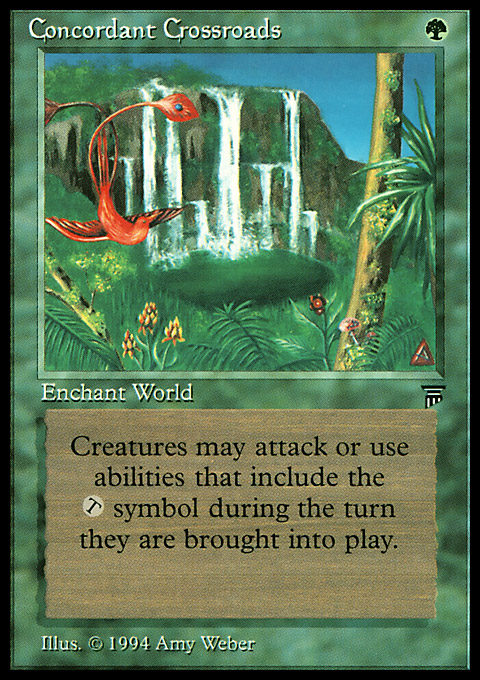 Concordant Crossroads
Enchant World
Creatures may attack or use
abilities that include the
T symbol during the turn
they are brought into play.
Illus. © 1994 Amy Weber